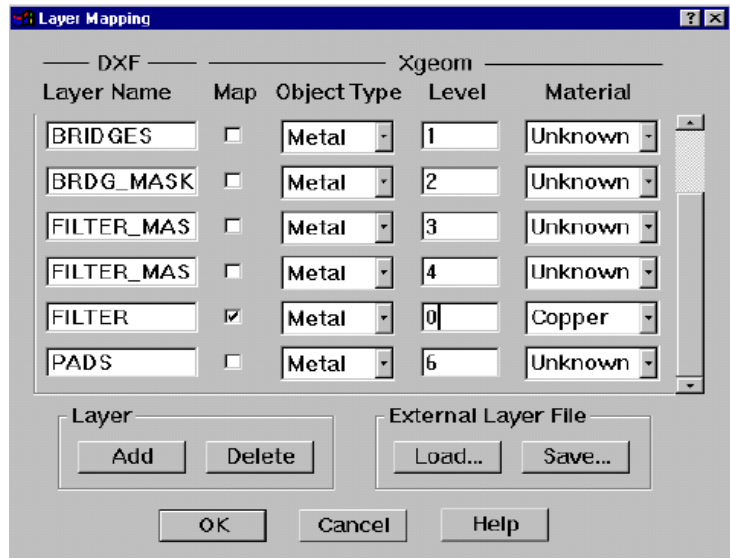 Layer Mapping
DXF Xgeom
Layer Name Map Object Type Level Material
BRIDGES Metal 1 Unknown
BRDG_MASK Metal 2 Unknown
FILTER_MAS Metal 3 Unknown
FILTER_MAS Metal 4 Unknown
FILTER Metal 0 Copper
PADS Metal 6 Unknown
Layer External Layer File
Add Delete Load... Save...
OK Cancel Help